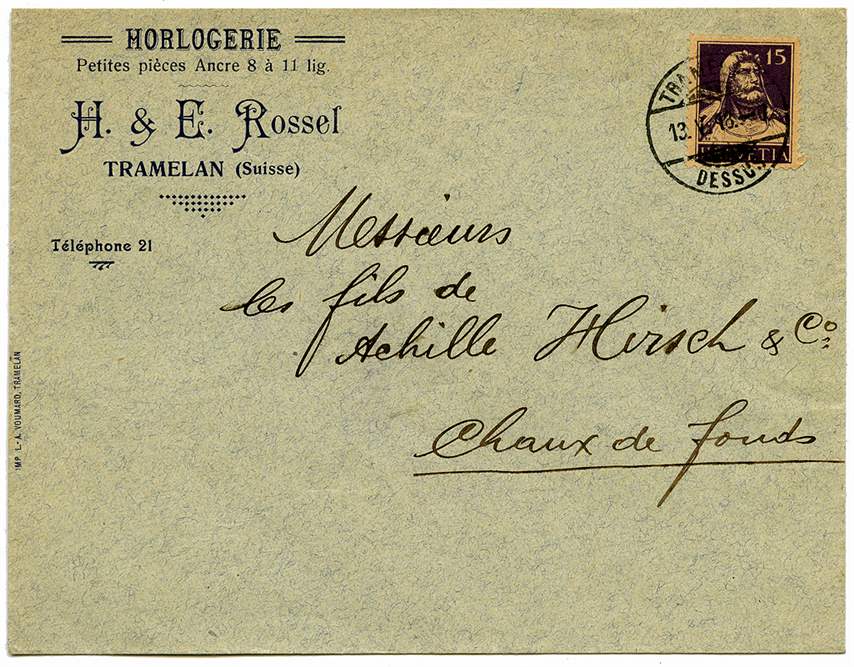 HORLOGERIE
Petites pièces Ancre 8 à 11 lig.
H. & E. Rossel
TRAMELAN (Suisse)
Téléphone 21
15
HELVETIA
13.
DESSUS
Messieurs
les fils de
Achille Hirsch & Co.
Chaux de fonds
IMP. L.-A. VOUMARD, TRAMELAN